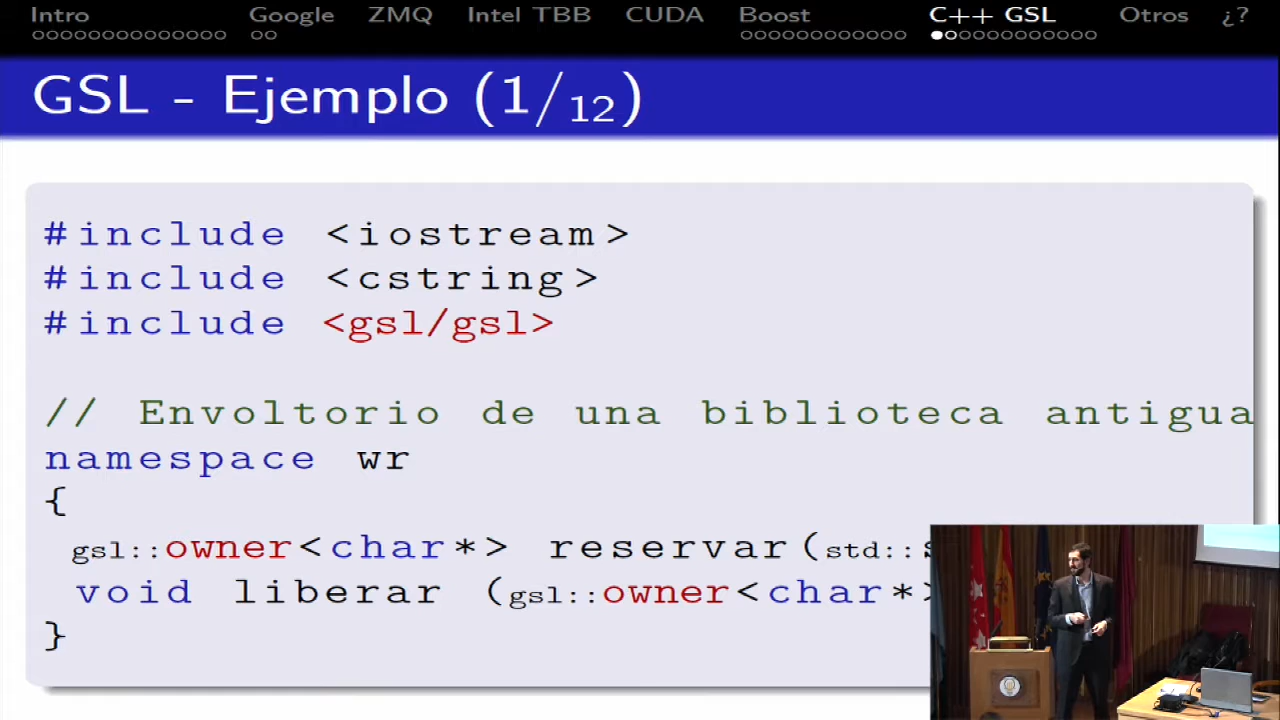 Intro Google ZMQ Intel TBB CUDA Boost C++ GSL Otros ¿?
GSL - Ejemplo (1/12)
#include <iostream>
#include <cstring>
#include <gsl/gsl>
// Envoltorio de una biblioteca antigua
namespace wr
{
gsl::owner<char*> reservar(std::
void liberar (gsl::owner<char*>
}